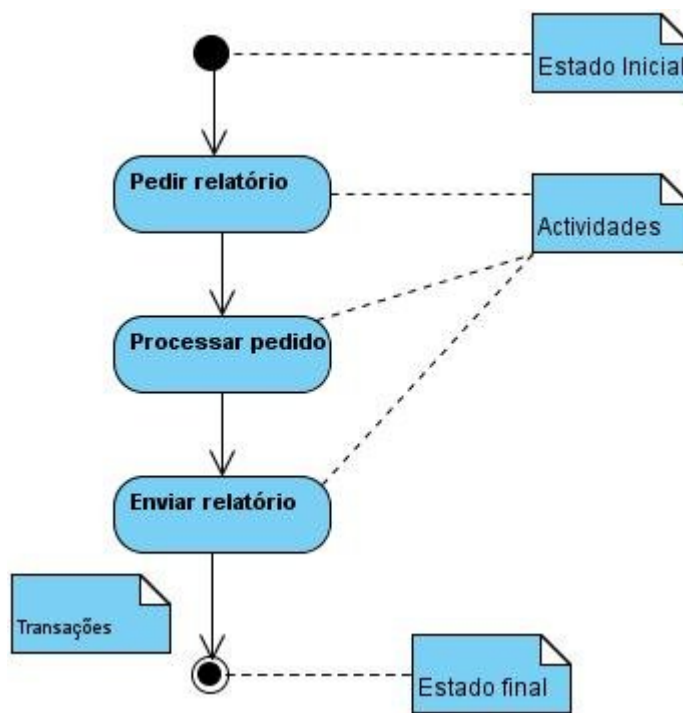 Estado Inicial
Pedir relatório
Actividades
Processar pedido
Enviar relatório
Transações
Estado final